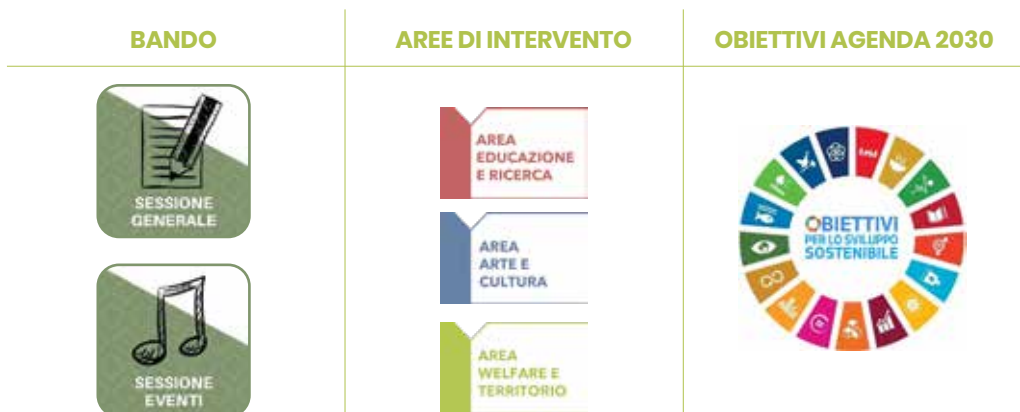 BANDO
AREE DI INTERVENTO
OBIETTIVI AGENDA 2030
SESSIONE
GENERALE
SESSIONE
EVENTI
AREA
EDUCAZIONE
E RICERCA
AREA
ARTE E
CULTURA
AREA
WELFARE E
TERRITORIO
OBIETTIVI
PER LO SVILUPPO
SOSTENIBILE